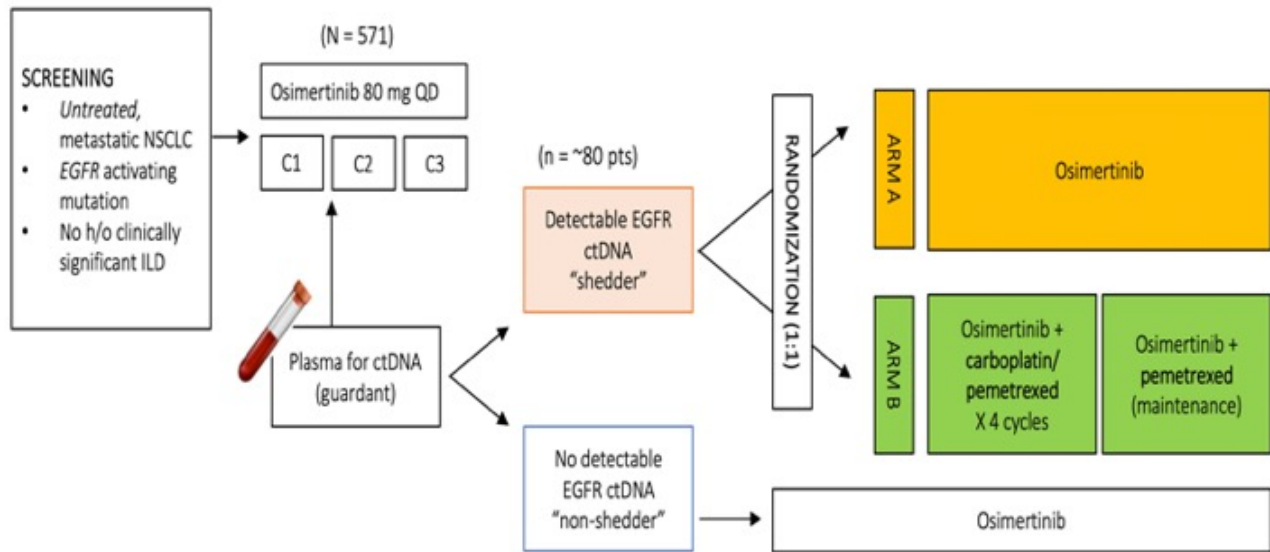 SCREENING
• Untreated,
metastatic NSCLC
• EGFR activating
mutation
• No h/o clinically
significant ILD
(N = 571)
Osimertinib 80 mg QD
C1
C2
C3
Plasma for ctDNA
(guardant)
(n = ~80 pts)
Detectable EGFR
ctDNA
“shedder”
No detectable
EGFR ctDNA
“non-shedder”
RANDOMIZATION (1:1)
ARM A
Osimertinib
ARM B
Osimertinib +
carboplatin/
pemetrexed
X 4 cycles
Osimertinib +
pemetrexed
(maintenance)
Osimertinib